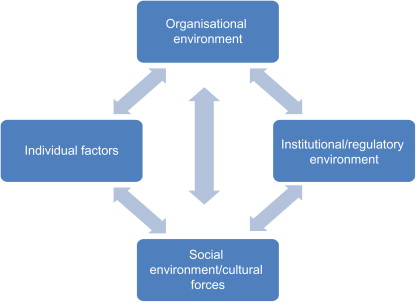 Organisational
environment
Individual factors
Institutional/regulatory
environment
Social
environment/cultural
forces